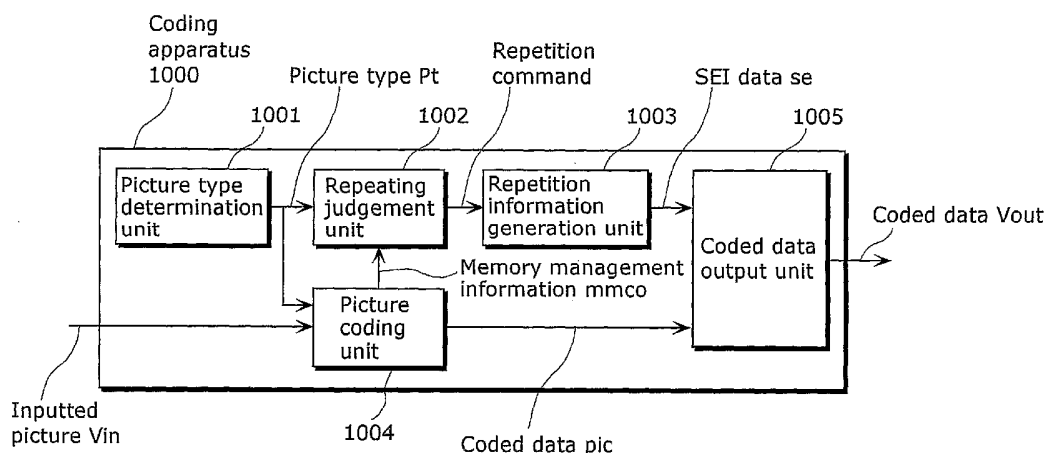 Coding
apparatus
1000
Picture type Pt
Repetition
command
SEI data se
1001
1002
1003
1005
Picture type
determination
unit
Repeating
judgement
unit
Repetition
information
generation unit
Coded data
output unit
Coded data Vout
Memory management
information mmco
Picture
coding
unit
Inputted
picture Vin
1004
Coded data pic